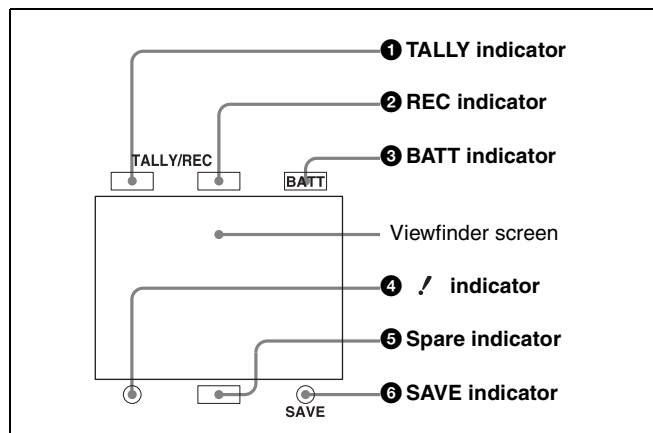 ❶ TALLY indicator
❷ REC indicator
TALLY/REC
❸ BATT indicator
BATT
Viewfinder screen
❹ ! indicator
❺ Spare indicator
❻ SAVE indicator
SAVE